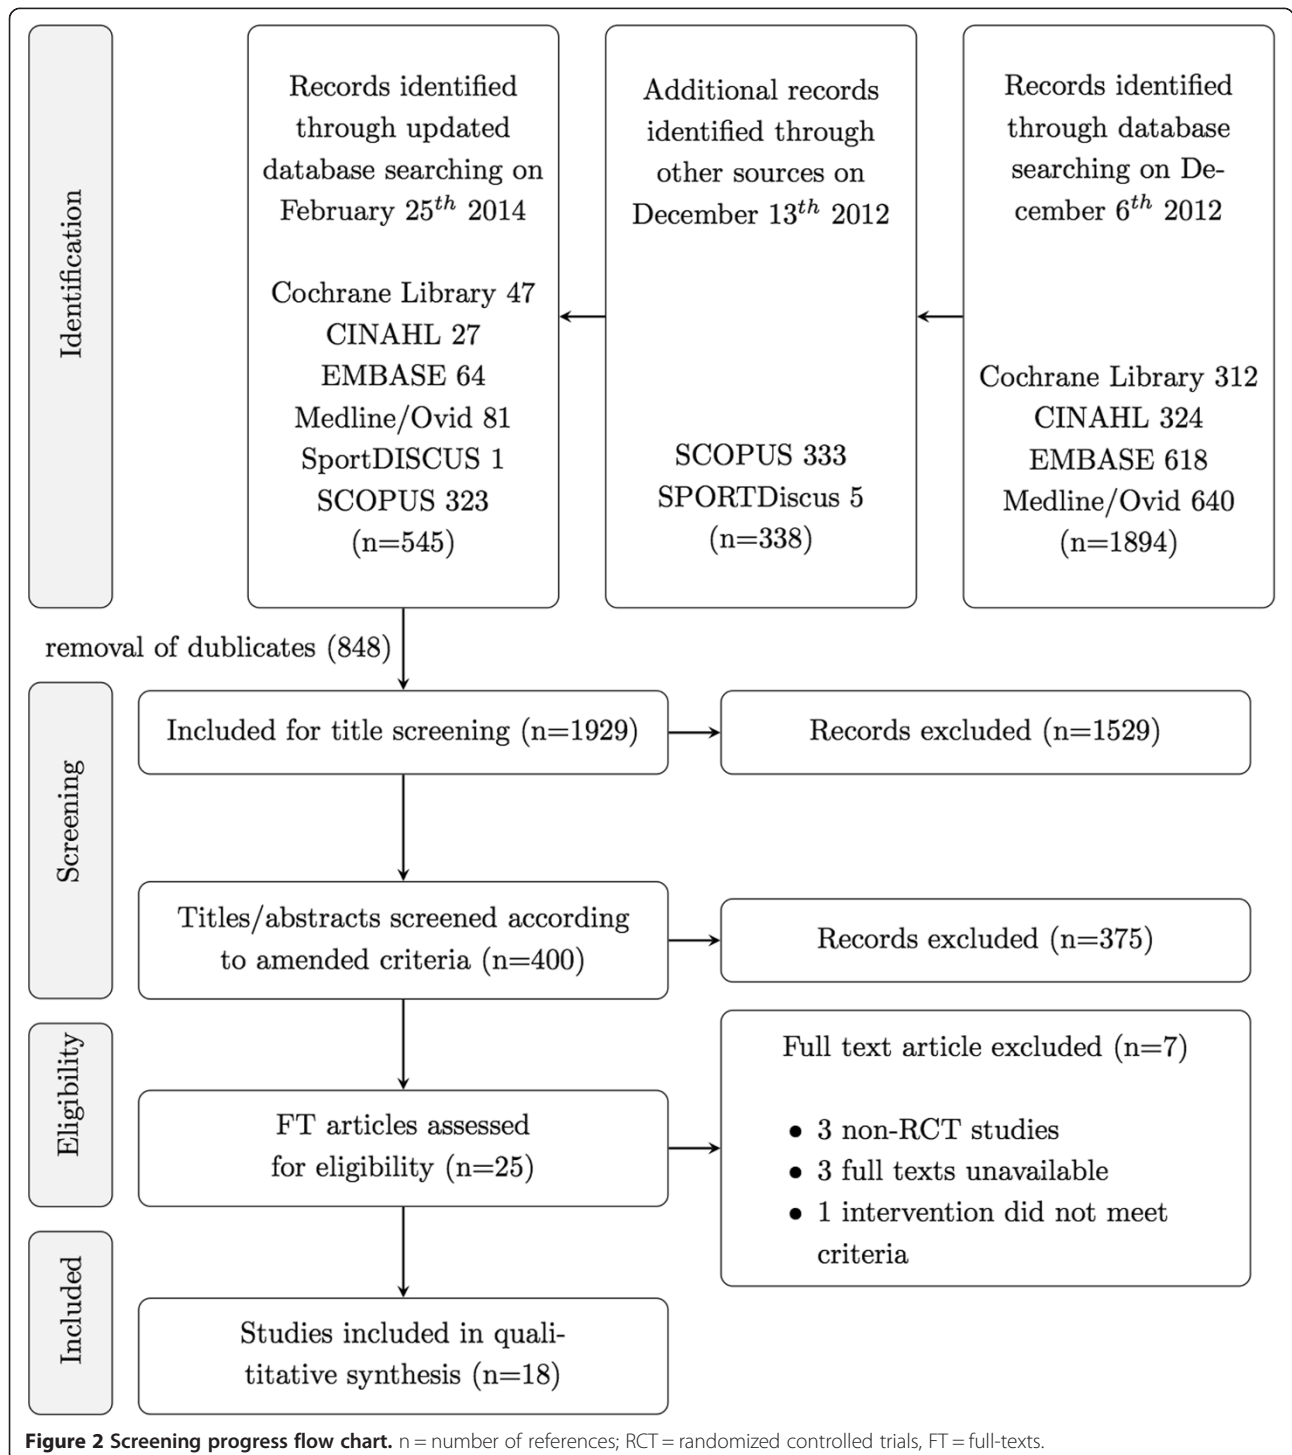 Identification
Records identified
through updated
database searching on
February 25th 2014
Cochrane Library 47
CINAHL 27
EMBASE 64
Medline/Ovid 81
SportDISCUS 1
SCOPUS 323
(n=545)
Additional records
identified through
other sources on
December 13th 2012
SCOPUS 333
SPORTDiscus 5
(n=338)
Records identified
through database
searching on De-
cember 6th 2012
Cochrane Library 312
CINAHL 324
EMBASE 618
Medline/Ovid 640
(n=1894)
removal of dublicates (848)
Screening
Included for title screening (n=1929)
Records excluded (n=1529)
Titles/abstracts screened according
to amended criteria (n=400)
Records excluded (n=375)
Eligibility
FT articles assessed
for eligibility (n=25)
Full text article excluded (n=7)
• 3 non-RCT studies
• 3 full texts unavailable
• 1 intervention did not meet
criteria
Included
Studies included in quali-
titative synthesis (n=18)
Figure 2 Screening progress flow chart. n = number of references; RCT = randomized controlled trials, FT = full-texts.